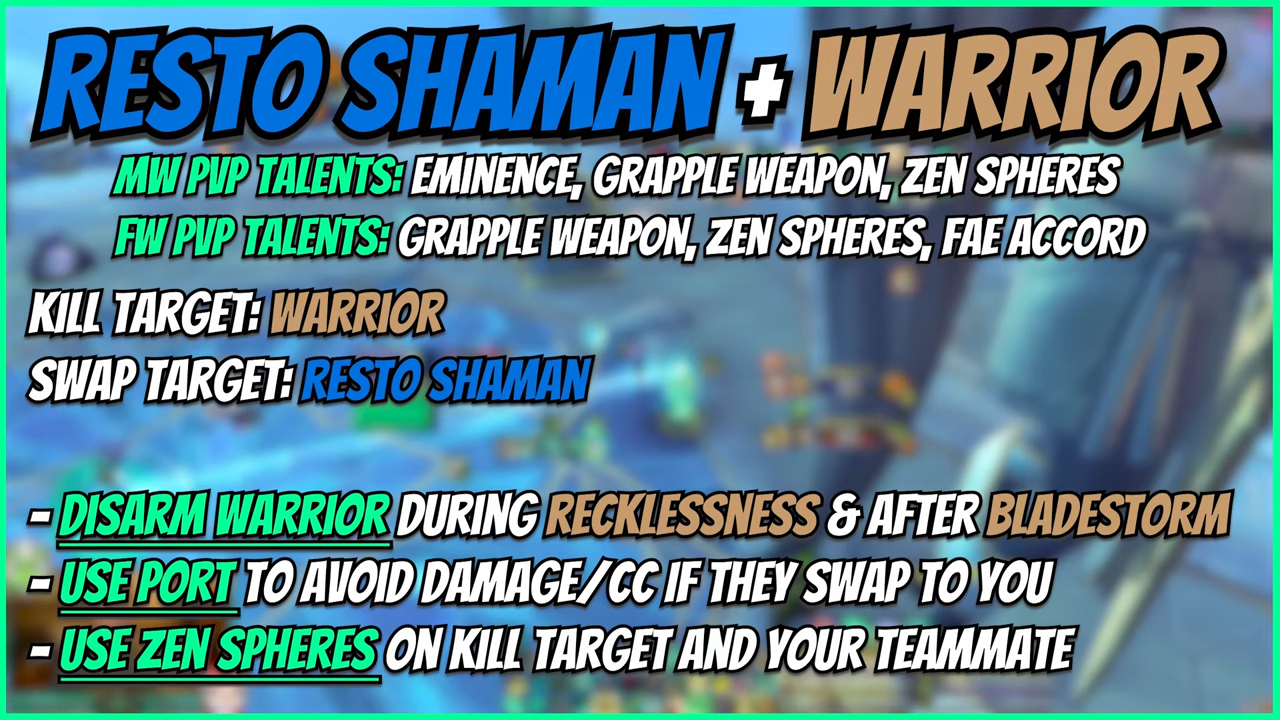 RESTO SHAMAN + WARRIOR
MW PVP TALENTS: EMINENCE, GRAPPLE WEAPON, ZEN SPHERES
FW PVP TALENTS: GRAPPLE WEAPON, ZEN SPHERES, FAE ACCORD
KILL TARGET: WARRIOR
SWAP TARGET: RESTO SHAMAN
- DISARM WARRIOR DURING RECKLESSNESS & AFTER BLADESTORM
- USE PORT TO AVOID DAMAGE/CC IF THEY SWAP TO YOU
- USE ZEN SPHERES ON KILL TARGET AND YOUR TEAMMATE